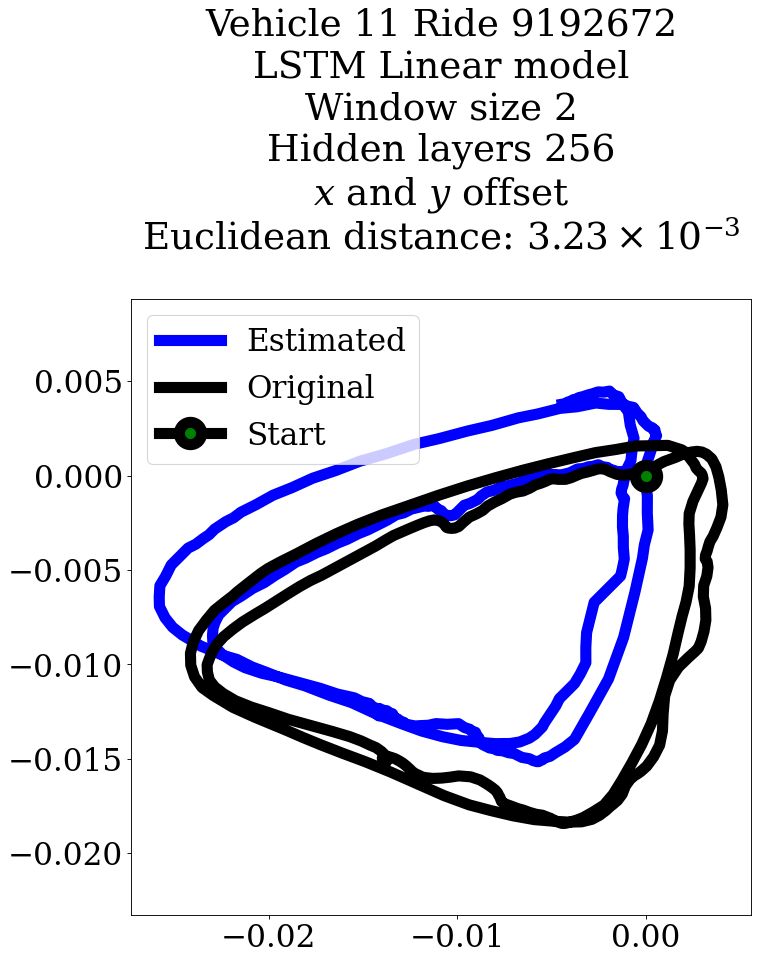 Vehicle 11 Ride 9192672
LSTM Linear model
Window size 2
Hidden layers 256
x and y offset
Euclidean distance: 3.23 × 10⁻³
Estimated
Original
Start
0.005
0.000
−0.005
−0.010
−0.015
−0.020
−0.02 −0.01 0.00